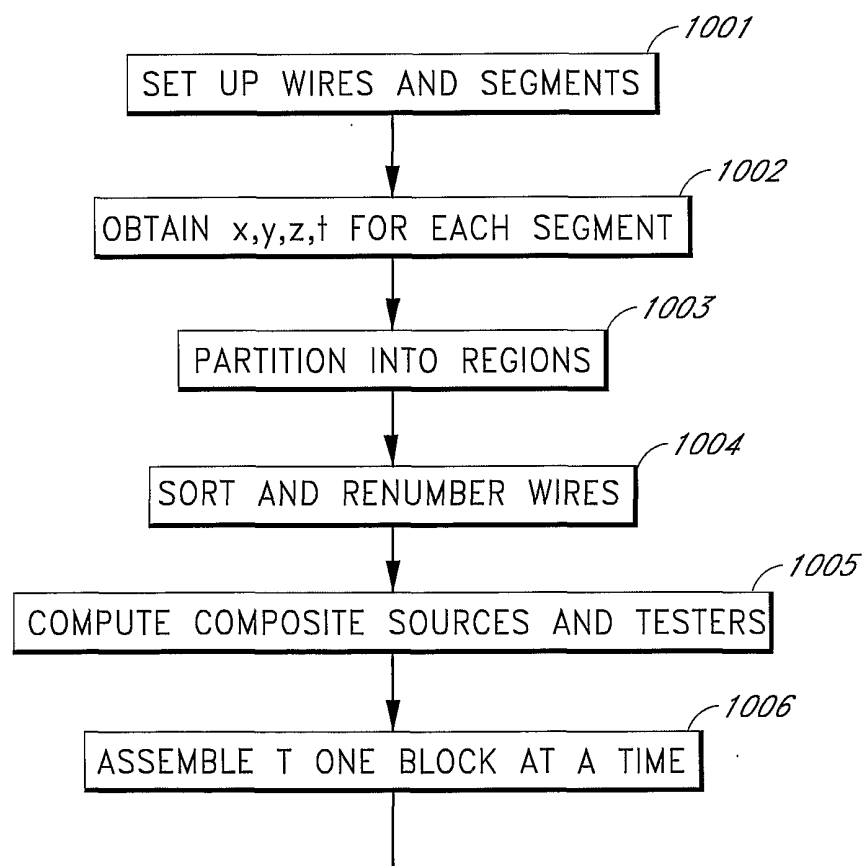 1001
SET UP WIRES AND SEGMENTS
1002
OBTAIN x,y,z,t FOR EACH SEGMENT
1003
PARTITION INTO REGIONS
1004
SORT AND RENUMBER WIRES
1005
COMPUTE COMPOSITE SOURCES AND TESTERS
1006
ASSEMBLE T ONE BLOCK AT A TIME